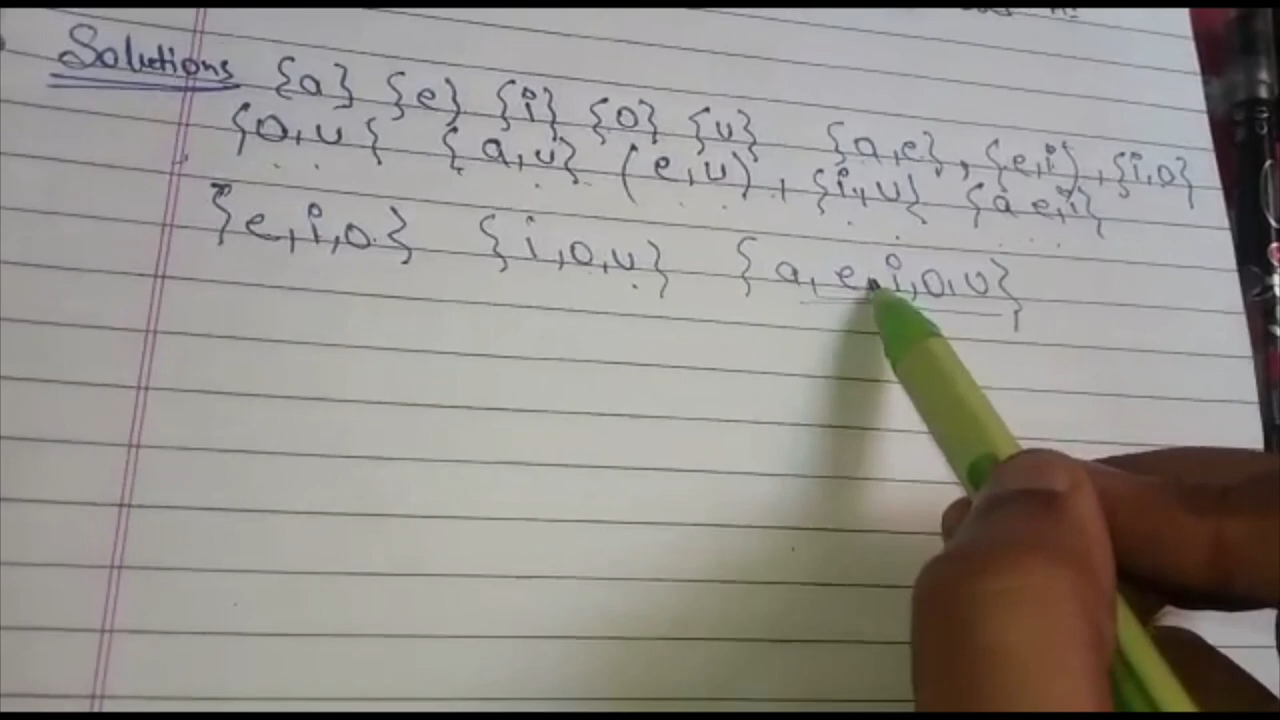 Solutions {a} {e} {i} {o} {u} {a,e}, {e,i}, {i,o}
{o,u} {a,u} (e,u), {i,u} {a e,i}
{e,i,o} {i,o,u} {a,e,i,o,u}